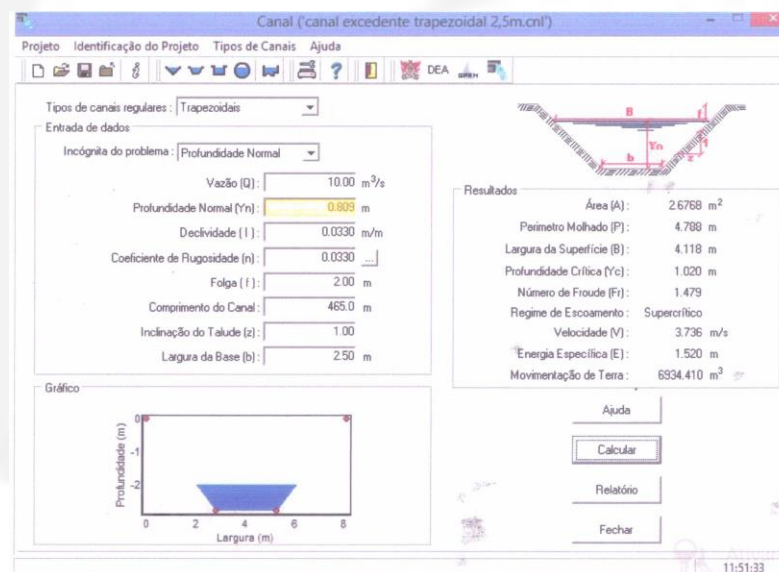 Canal ('canal excedente trapezoidal 2,5m.cnl')
Projeto Identificação do Projeto Tipos de Canais Ajuda
? DEA
Tipos de canais regulares : Trapezoidais
Entrada de dados
Incógnita do problema : Profundidade Normal
Vazão (Q) : 10.00 m³/s
Profundidade Normal (Yn) : 0.809 m
Declividade ( I ) : 0.0330 m/m
Coeficiente de Rugosidade (n) : 0.0330 ...
Folga ( f ) : 2.00 m
Comprimento do Canal : 465.0 m
Inclinação do Talude (z) : 1.00
Largura da Base (b) : 2.50 m
B
f
Yn
1
b
z
Resultados
Área (A) : 2.6768 m²
Perímetro Molhado (P) : 4.788 m
Largura da Superfície (B) : 4.118 m
Profundidade Crítica (Yc) : 1.020 m
Número de Froude (Fr) : 1.479
Regime de Escoamento : Supercrítico
Velocidade (V) : 3.736 m/s
Energia Específica (E) : 1.520 m
Movimentação de Terra : 6934.410 m³
Gráfico
Profundidade (m)
0
-1
-2
0 2 4 6 8
Largura (m)
Ajuda
Calcular
Relatório
Fechar
11:51:33